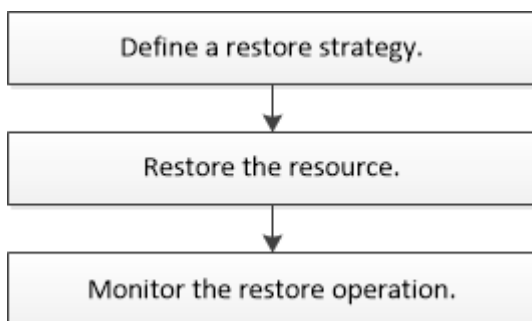 Define a restore strategy.
Restore the resource.
Monitor the restore operation.